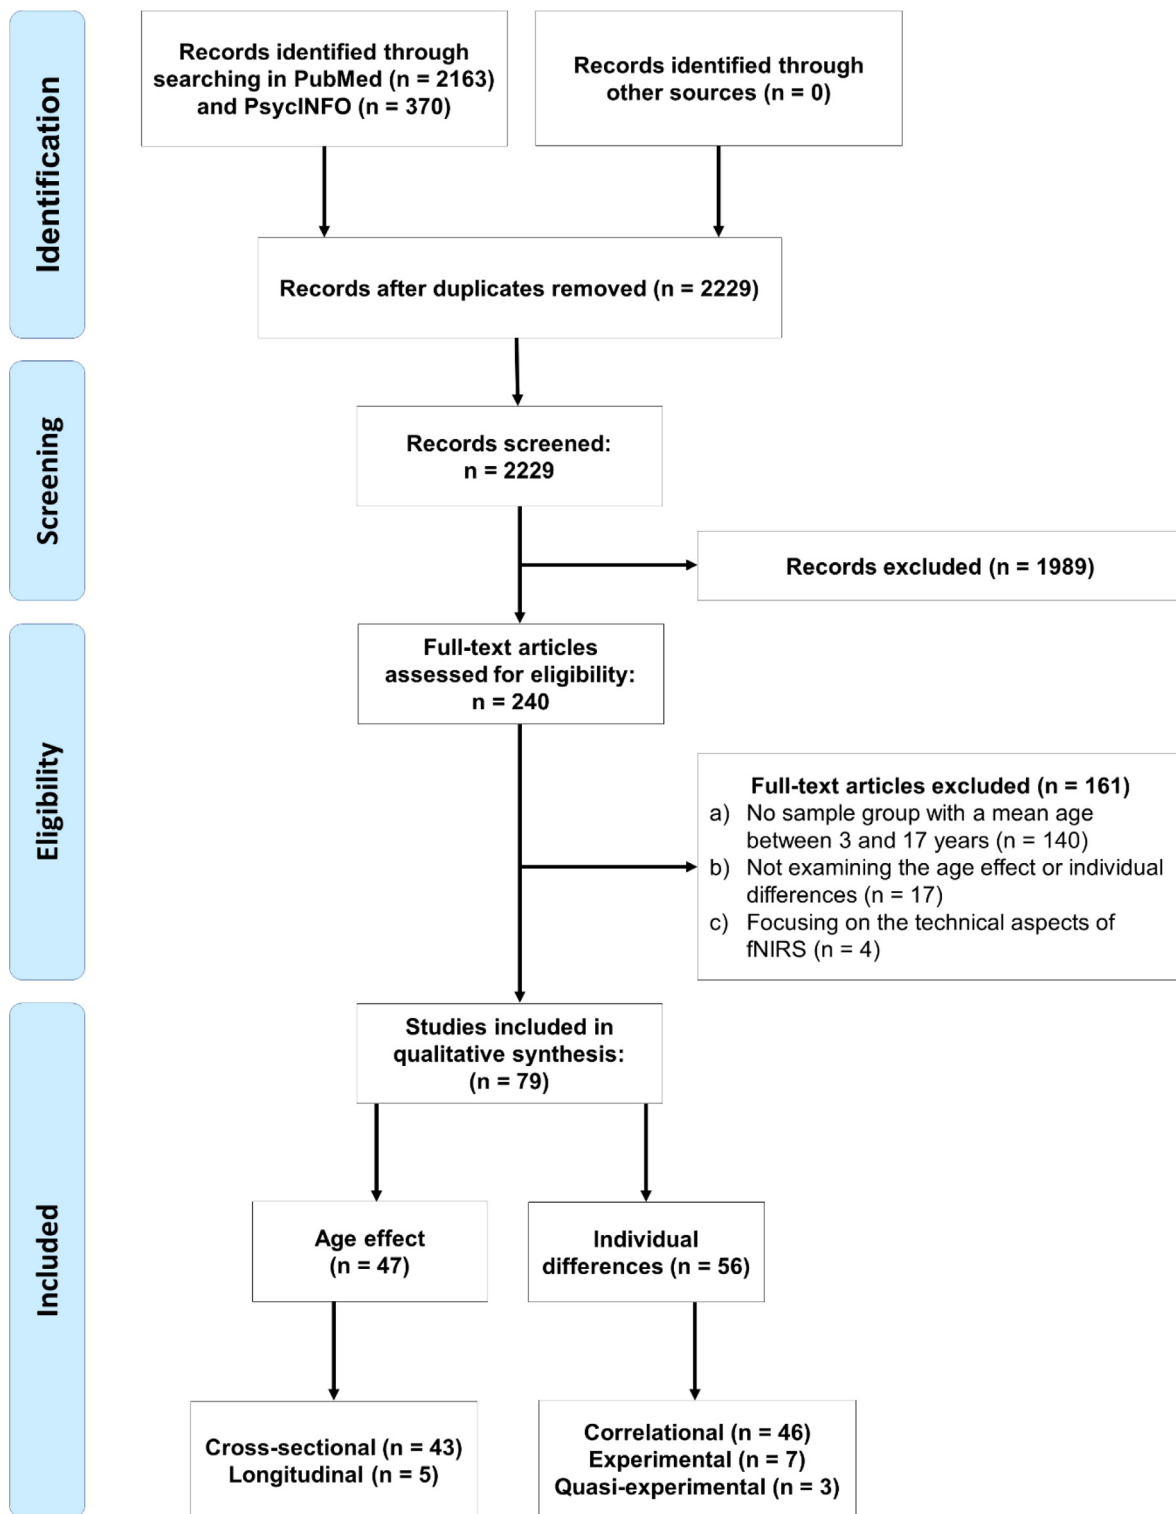 Identification
Records identified through
searching in PubMed (n = 2163)
and PsycINFO (n = 370)
Records identified through
other sources (n = 0)
Records after duplicates removed (n = 2229)
Screening
Records screened:
n = 2229
Records excluded (n = 1989)
Eligibility
Full-text articles
assessed for eligibility:
n = 240
Full-text articles excluded (n = 161)
a) No sample group with a mean age
between 3 and 17 years (n = 140)
b) Not examining the age effect or individual
differences (n = 17)
c) Focusing on the technical aspects of
fNIRS (n = 4)
Included
Studies included in
qualitative synthesis:
(n = 79)
Age effect
(n = 47)
Individual
differences (n = 56)
Cross-sectional (n = 43)
Longitudinal (n = 5)
Correlational (n = 46)
Experimental (n = 7)
Quasi-experimental (n = 3)